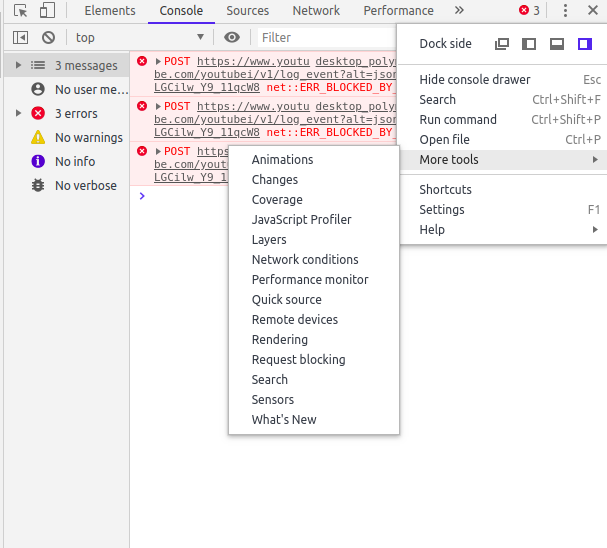 Elements Console Sources Network Performance » 3
top Filter
3 messages
No user me...
3 errors
No warnings
No info
No verbose
POST https://www.youtu desktop_polym
be.com/youtubei/v1/log_event?alt=json
LGCilw_Y9_11qcW8 net::ERR_BLOCKED_BY_
POST https://www.youtu desktop_polym
be.com/youtubei/v1/log_event?alt=json
LGCilw_Y9_11qcW8 net::ERR_BLOCKED_BY_
POST https
be.com/yout
LGCilw_Y9_1
Dock side
Hide console drawer Esc
Search Ctrl+Shift+F
Run command Ctrl+Shift+P
Open file Ctrl+P
More tools
Shortcuts
Settings F1
Help
Animations
Changes
Coverage
JavaScript Profiler
Layers
Network conditions
Performance monitor
Quick source
Remote devices
Rendering
Request blocking
Search
Sensors
What's New